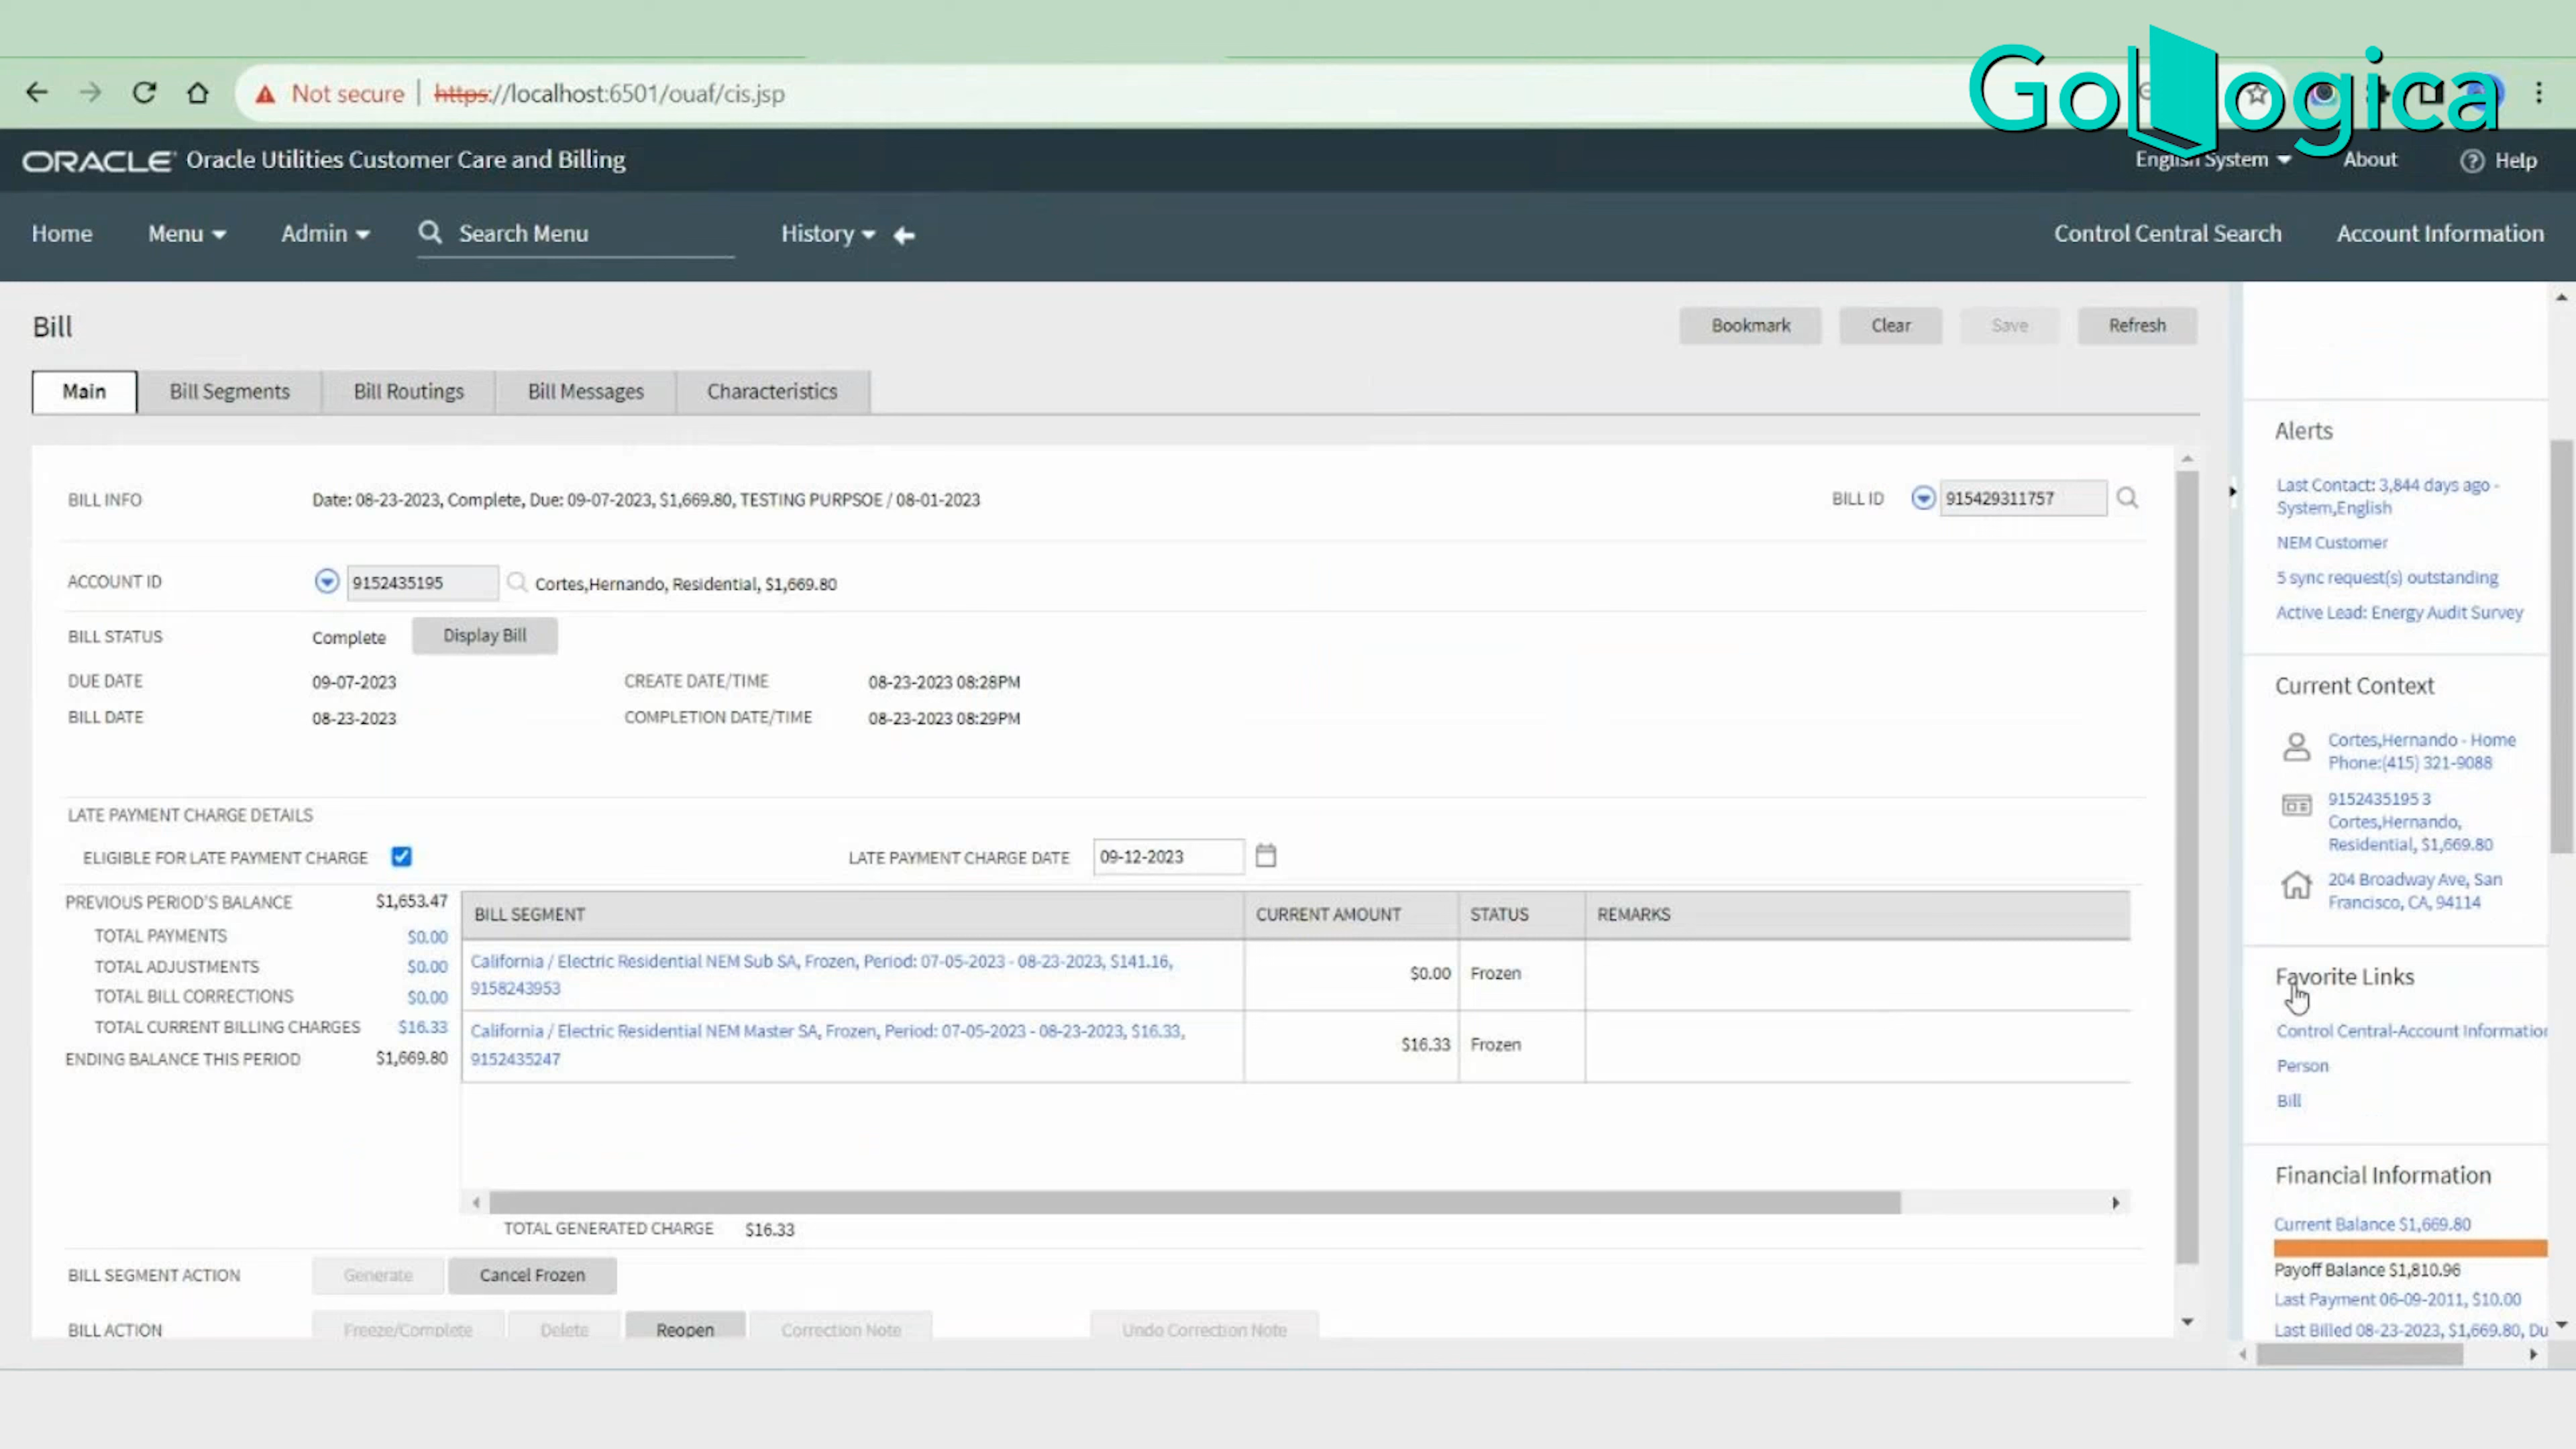 GoLogica
Not secure | https://localhost:6501/ouaf/cis.jsp
ORACLE Oracle Utilities Customer Care and Billing
English System About Help
Home Menu Admin Search Menu History Control Central Search Account Information
Bill
Bookmark Clear Save Refresh
Main Bill Segments Bill Routings Bill Messages Characteristics
BILL INFO Date: 08-23-2023, Complete, Due: 09-07-2023, $1,669.80, TESTING PURPSOE / 08-01-2023 BILL ID 915429311757
ACCOUNT ID 9152435195 Cortes,Hernando, Residential, $1,669.80
BILL STATUS Complete Display Bill
DUE DATE 09-07-2023 CREATE DATE/TIME 08-23-2023 08:28PM
BILL DATE 08-23-2023 COMPLETION DATE/TIME 08-23-2023 08:29PM
LATE PAYMENT CHARGE DETAILS
ELIGIBLE FOR LATE PAYMENT CHARGE LATE PAYMENT CHARGE DATE 09-12-2023
PREVIOUS PERIOD'S BALANCE $1,653.47
TOTAL PAYMENTS $0.00
TOTAL ADJUSTMENTS $0.00
TOTAL BILL CORRECTIONS $0.00
TOTAL CURRENT BILLING CHARGES $16.33
ENDING BALANCE THIS PERIOD $1,669.80
BILL SEGMENT CURRENT AMOUNT STATUS REMARKS
California / Electric Residential NEM Sub SA, Frozen, Period: 07-05-2023 - 08-23-2023, $141.16,
9158243953
$0.00 Frozen
California / Electric Residential NEM Master SA, Frozen, Period: 07-05-2023 - 08-23-2023, $16.33,
9152435247
$16.33 Frozen
TOTAL GENERATED CHARGE $16.33
BILL SEGMENT ACTION Generate Cancel Frozen
BILL ACTION Freeze/Complete Delete Reopen Correction Note Undo Correction Note
Alerts
Last Contact: 3,844 days ago -
System,English
NEM Customer
5 sync request(s) outstanding
Active Lead: Energy Audit Survey
Current Context
Cortes,Hernando - Home
Phone:(415) 321-9088
9152435195 3
Cortes,Hernando,
Residential, $1,669.80
204 Broadway Ave, San
Francisco, CA, 94114
Favorite Links
Control Central-Account Information
Person
Bill
Financial Information
Current Balance $1,669.80
Payoff Balance $1,810.96
Last Payment 06-09-2011, $10.00
Last Billed 08-23-2023, $1,669.80, Du